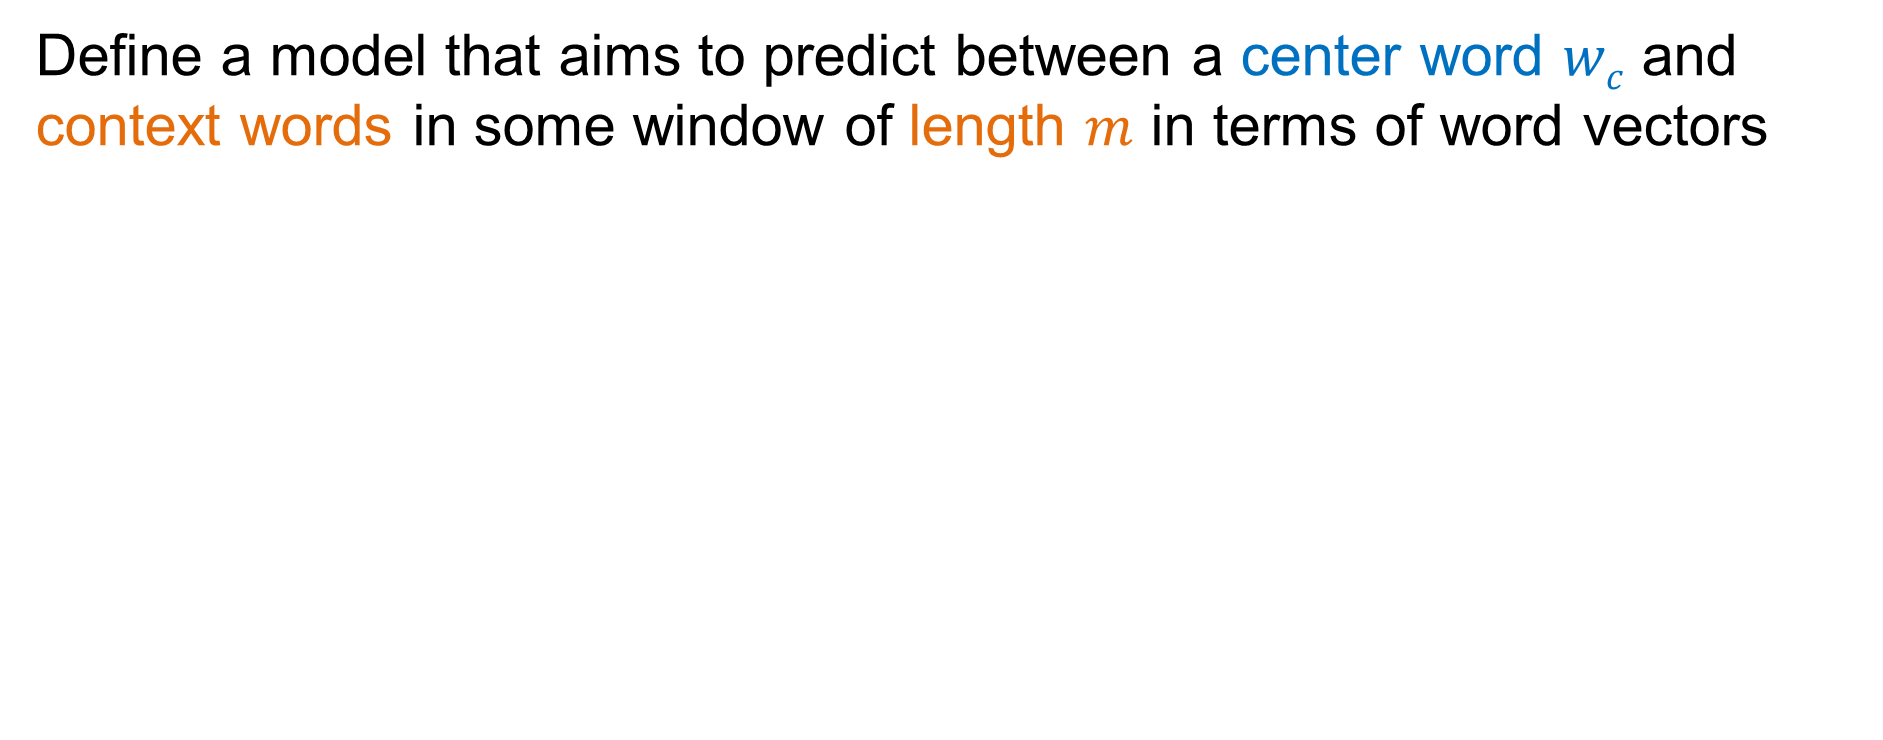 Define a model that aims to predict between a center word w_c and
context words in some window of length m in terms of word vectors